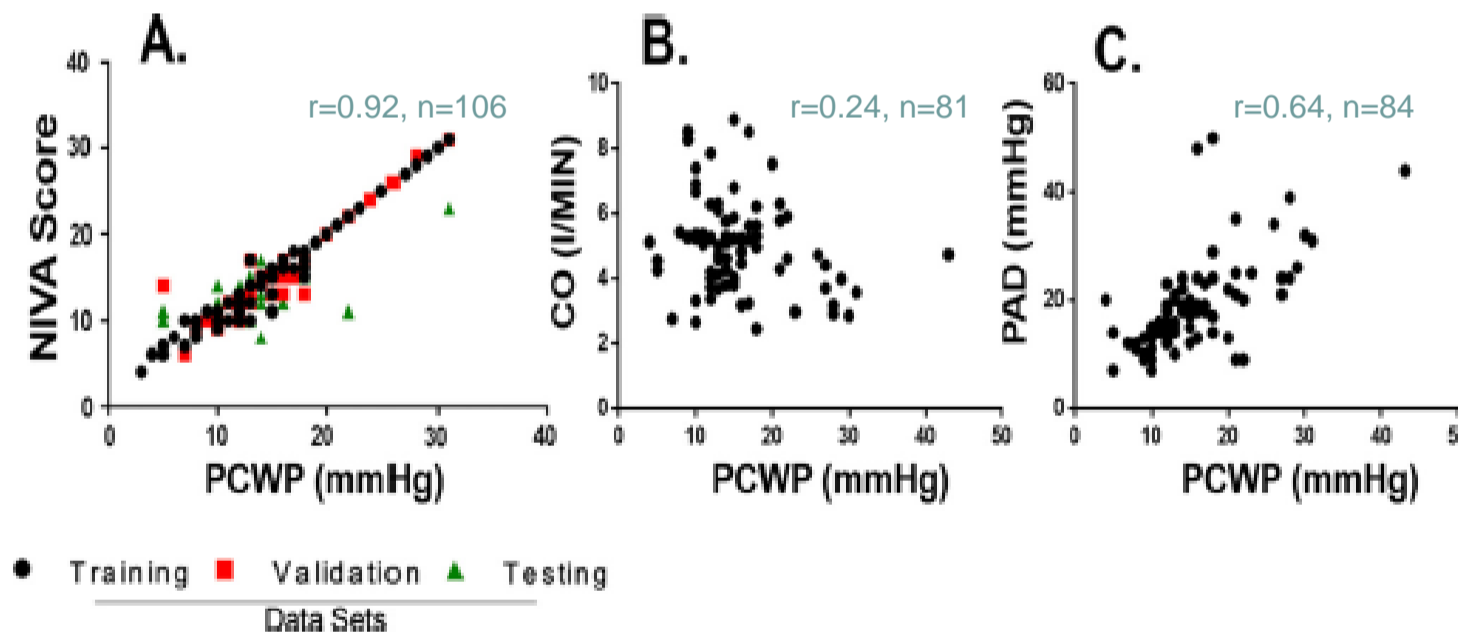 A.
NIVA Score
40
30
20
10
0
r=0.92, n=106
0 10 20 30 40
PCWP (mmHg)
B.
CO (l/MIN)
10
8
6
4
2
0
r=0.24, n=81
0 10 20 30 40 50
PCWP (mmHg)
C.
PAD (mmHg)
60
40
20
0
r=0.64, n=84
0 10 20 30 40 50
PCWP (mmHg)
Training Validation Testing
Data Sets